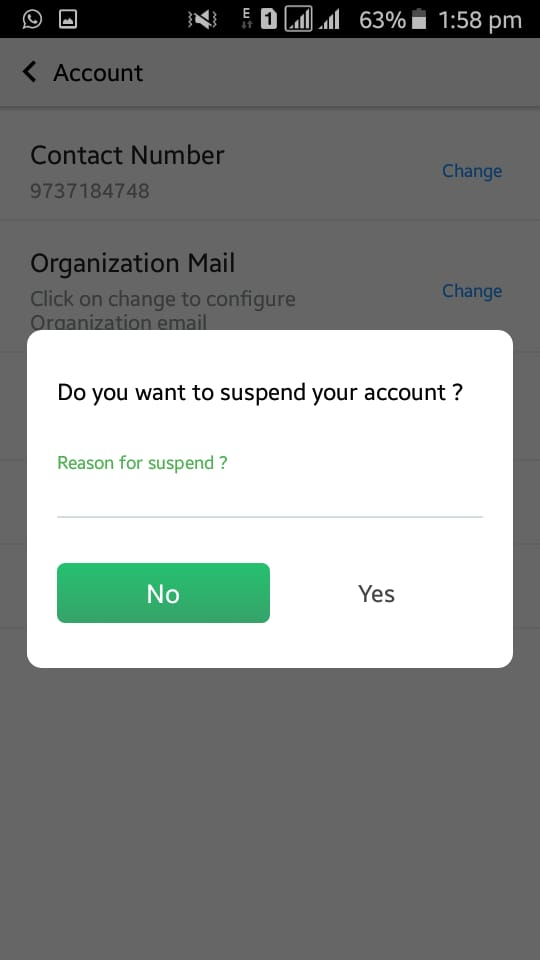 E 1 63% 1:58 pm
Account
Contact Number
Change
9737184748
Organization Mail
Change
Click on change to configure
Organization email
Do you want to suspend your account ?
Reason for suspend ?
No Yes